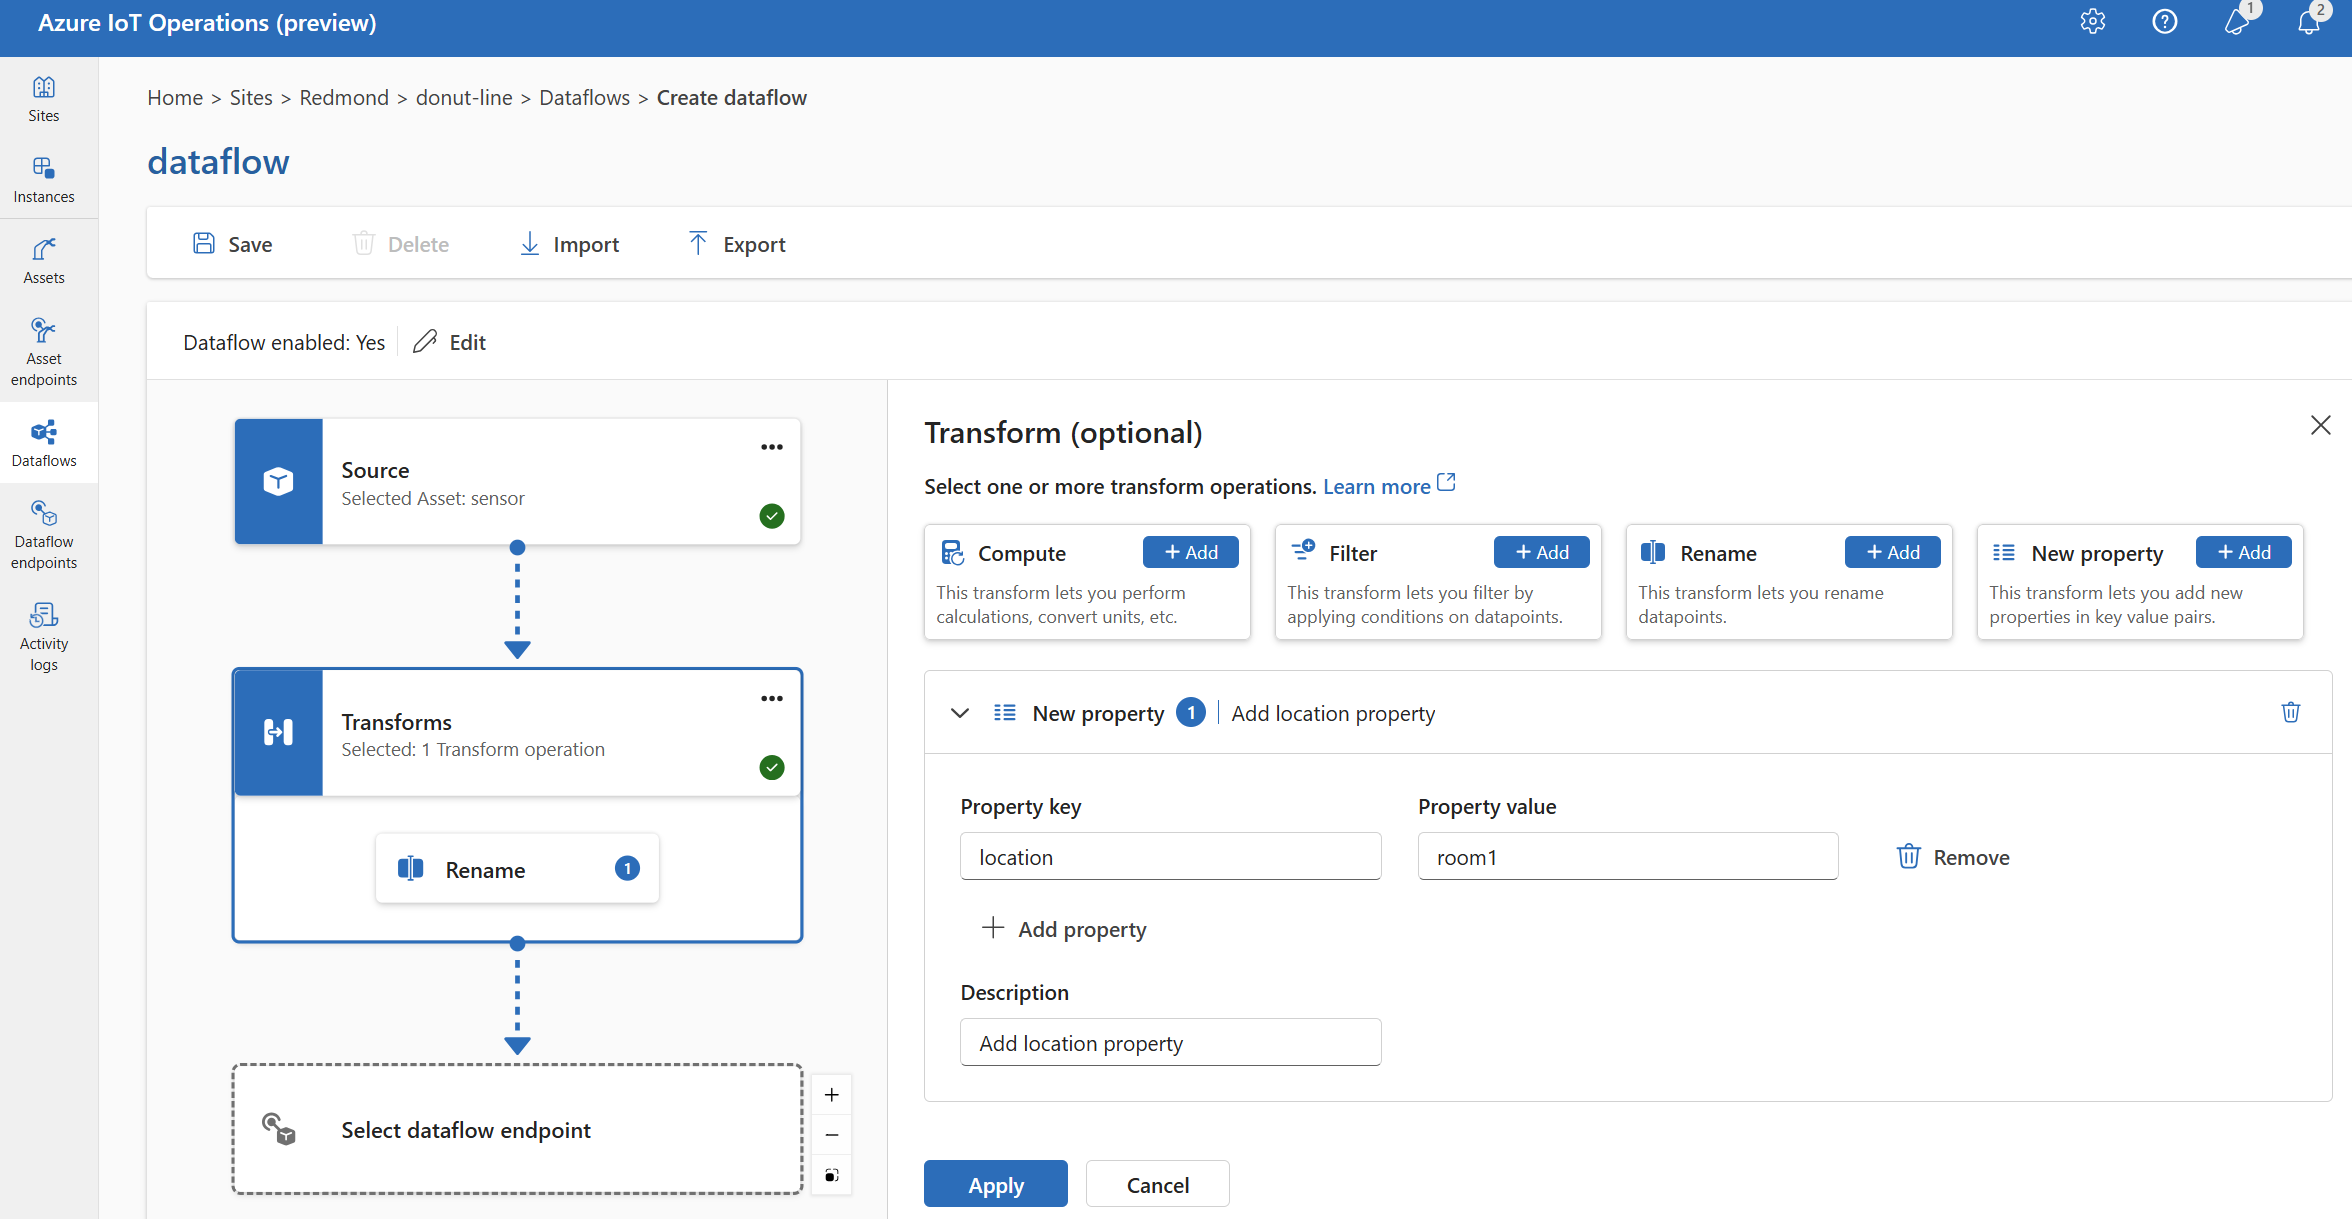 Azure IoT Operations (preview)
1
2
Sites
Instances
Assets
Asset
endpoints
Dataflows
Dataflow
endpoints
Activity
logs
Home > Sites > Redmond > donut-line > Dataflows > Create dataflow
dataflow
Save
Delete
Import
Export
Dataflow enabled: Yes
Edit
Source
Selected Asset: sensor
Transforms
Selected: 1 Transform operation
Rename
1
Select dataflow endpoint
Transform (optional)
Select one or more transform operations. Learn more
Compute
+ Add
This transform lets you perform
calculations, convert units, etc.
Filter
+ Add
This transform lets you filter by
applying conditions on datapoints.
Rename
+ Add
This transform lets you rename
datapoints.
New property
+ Add
This transform lets you add new
properties in key value pairs.
New property 1 | Add location property
Property key
Property value
location
room1
Remove
+ Add property
Description
Add location property
Apply
Cancel